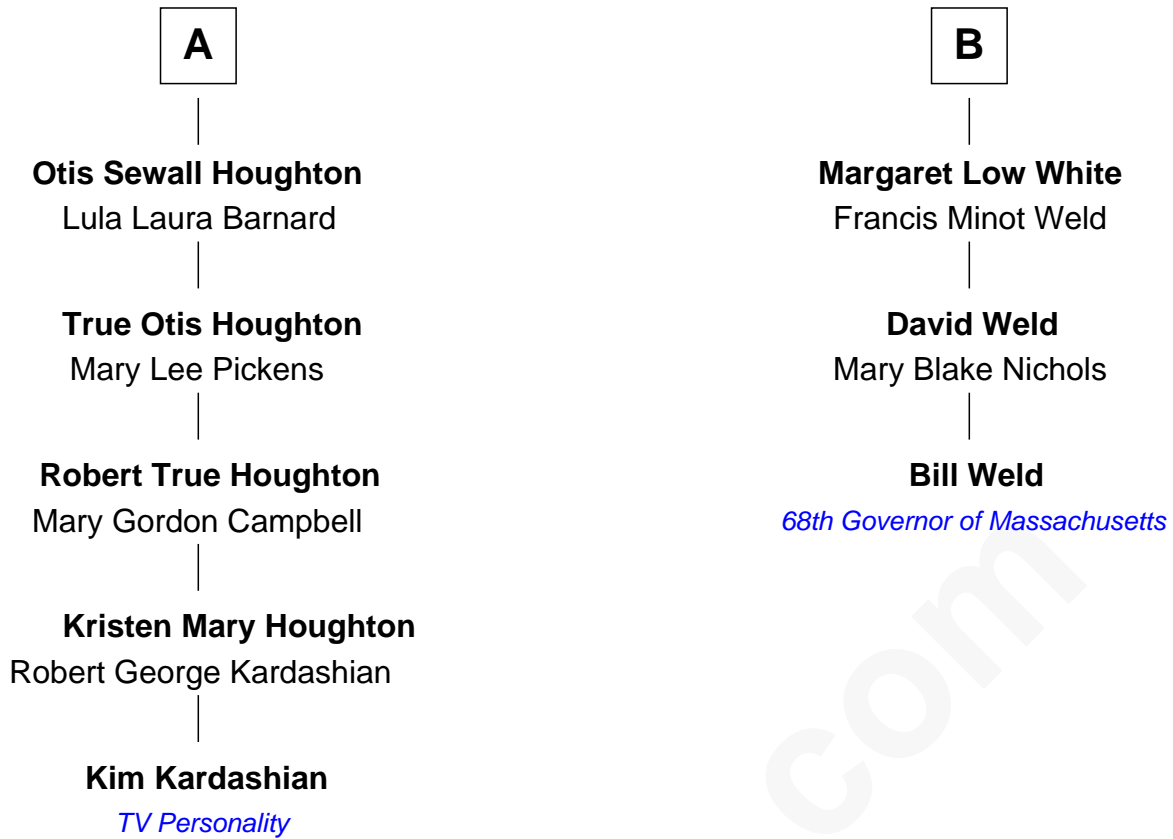 A
Otis Sewall Houghton
Lula Laura Barnard
True Otis Houghton
Mary Lee Pickens
Robert True Houghton
Mary Gordon Campbell
Kristen Mary Houghton
Robert George Kardashian
Kim Kardashian
TV Personality
B
Margaret Low White
Francis Minot Weld
David Weld
Mary Blake Nichols
Bill Weld
68th Governor of Massachusetts
com